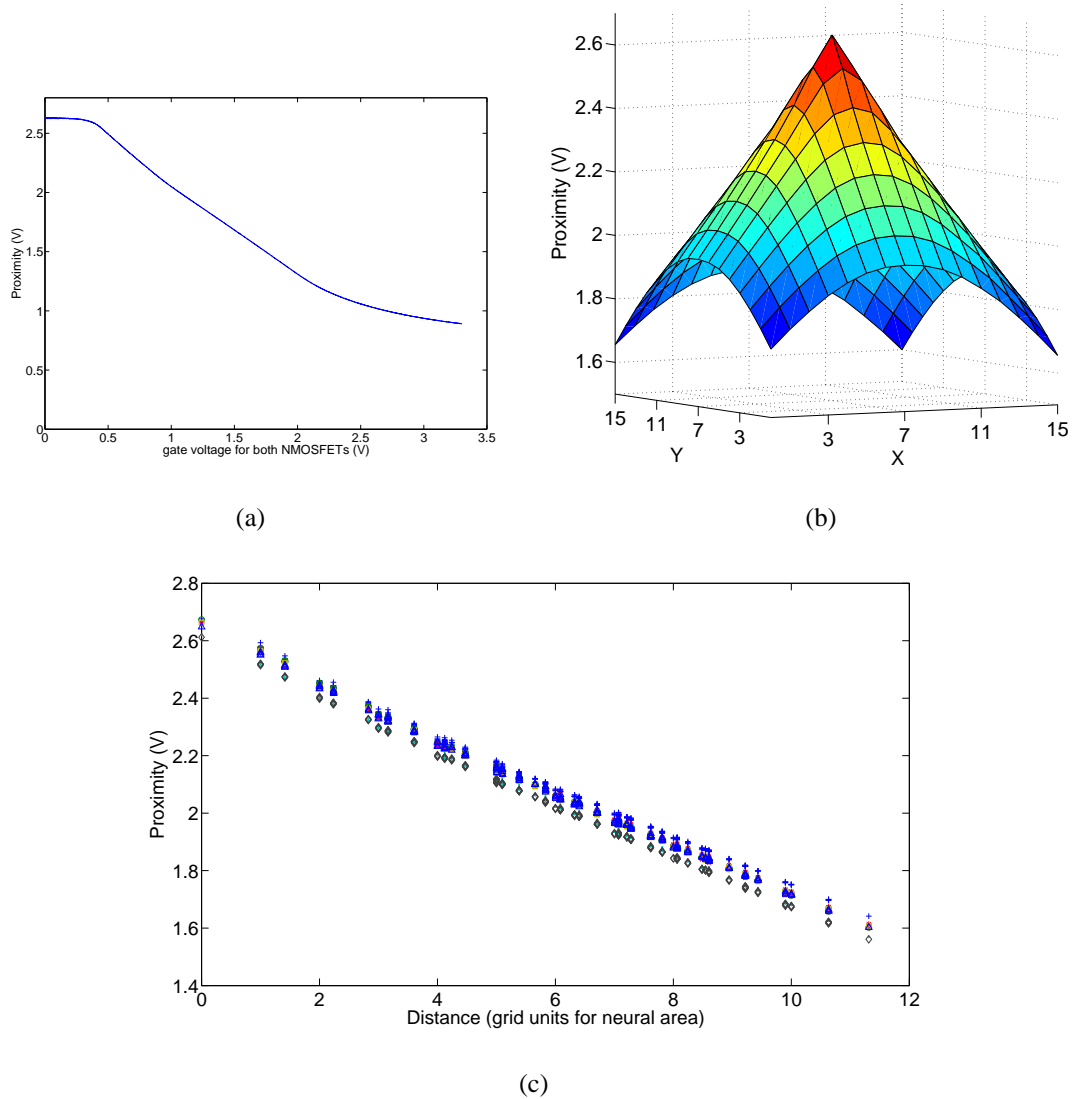 2.5
2
1.5
1
0.5
0
0 0.5 1 1.5 2 2.5 3 3.5
Proximity (V)
gate voltage for both NMOSFETs (V)
(a)
2.6
2.4
2.2
2
1.8
1.6
Proximity (V)
15 11 7 3
Y
3 7 11 15
X
(b)
2.8
2.6
2.4
2.2
2
1.8
1.6
1.4
0 2 4 6 8 10 12
Proximity (V)
Distance (grid units for neural area)
(c)